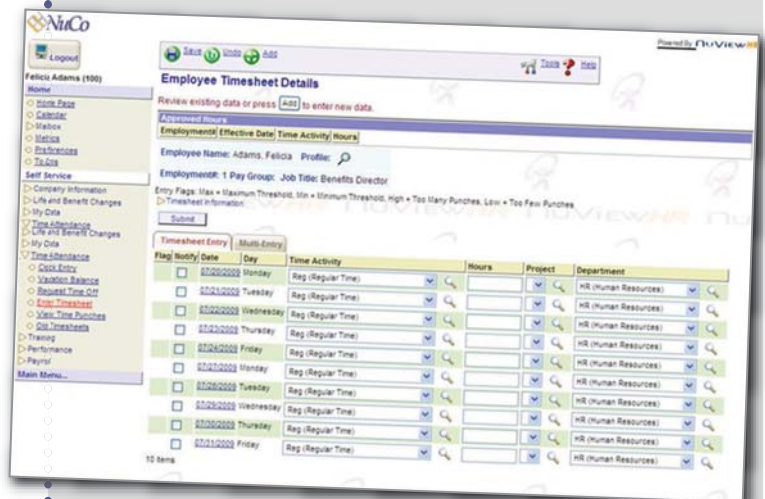 NuCo
Powered By NUVIEWHR
Logout
Save Undo Add
Tools Help
Felicia Adams (100)
Home
Home Page
Calendar
Mailbox
Metrics
Preferences
To Dos
Self Service
Company Information
Life and Benefit Changes
My Data
Time Attendance
Life and Benefit Changes
My Data
Time Attendance
Clock Entry
Vacation Balance
Request Time Off
Enter Timesheet
View Time Punches
Old Timesheets
Training
Performance
Payroll
Main Menu...
Employee Timesheet Details
Review existing data or press Add to enter new data.
Approved Hours
Employment# Effective Date Time Activity Hours
Employee Name: Adams, Felicia Profile:
Employment#: 1 Pay Group: Job Title: Benefits Director
Entry Flags: Max = Maximum Threshold, Min = Minimum Threshold, High = Too Many Punches, Low = Too Few Punches
Timesheet Information
Submit
Timesheet Entry Multi-Entry
Flag Notify Date Day Time Activity Hours Project Department
07/20/2009 Monday Reg (Regular Time) HR (Human Resources)
07/21/2009 Tuesday Reg (Regular Time) HR (Human Resources)
07/22/2009 Wednesday Reg (Regular Time) HR (Human Resources)
07/23/2009 Thursday Reg (Regular Time) HR (Human Resources)
07/24/2009 Friday Reg (Regular Time) HR (Human Resources)
07/27/2009 Monday Reg (Regular Time) HR (Human Resources)
07/28/2009 Tuesday Reg (Regular Time) HR (Human Resources)
07/29/2009 Wednesday Reg (Regular Time) HR (Human Resources)
07/30/2009 Thursday Reg (Regular Time) HR (Human Resources)
07/31/2009 Friday Reg (Regular Time) HR (Human Resources)
10 items